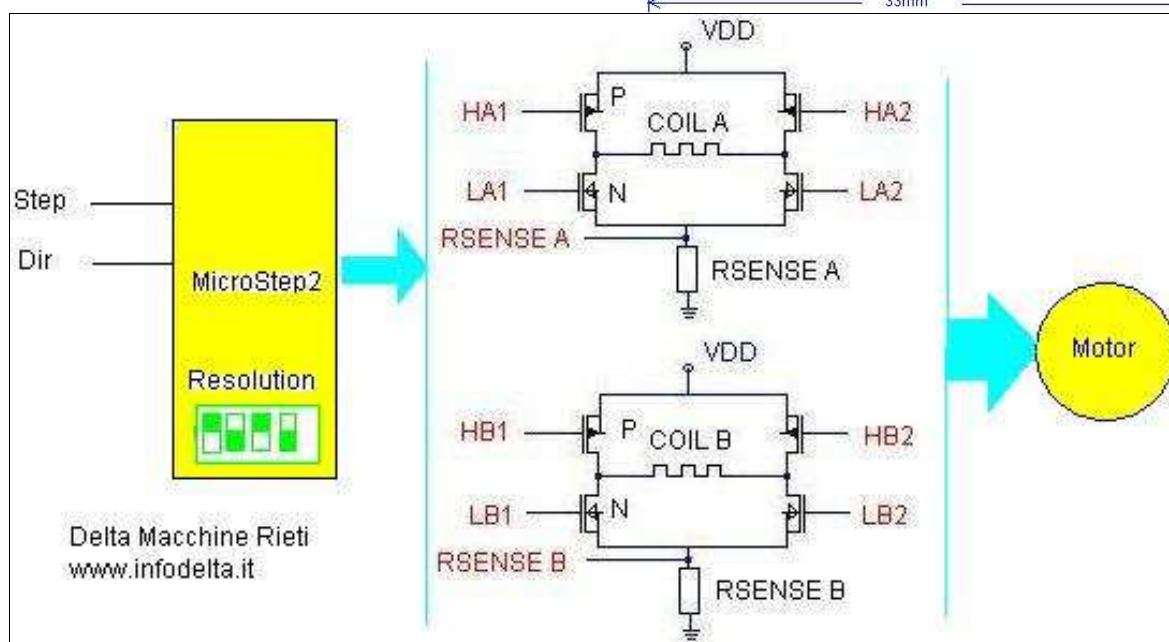 33mm
VDD
HA1
P
HA2
COIL A
LA1
N
LA2
RSENSE A
RSENSE A
Step
Dir
MicroStep2
Resolution
VDD
HB1
P
HB2
COIL B
LB1
N
LB2
RSENSE B
RSENSE B
Motor
Delta Macchine Rieti
www.infodelta.it